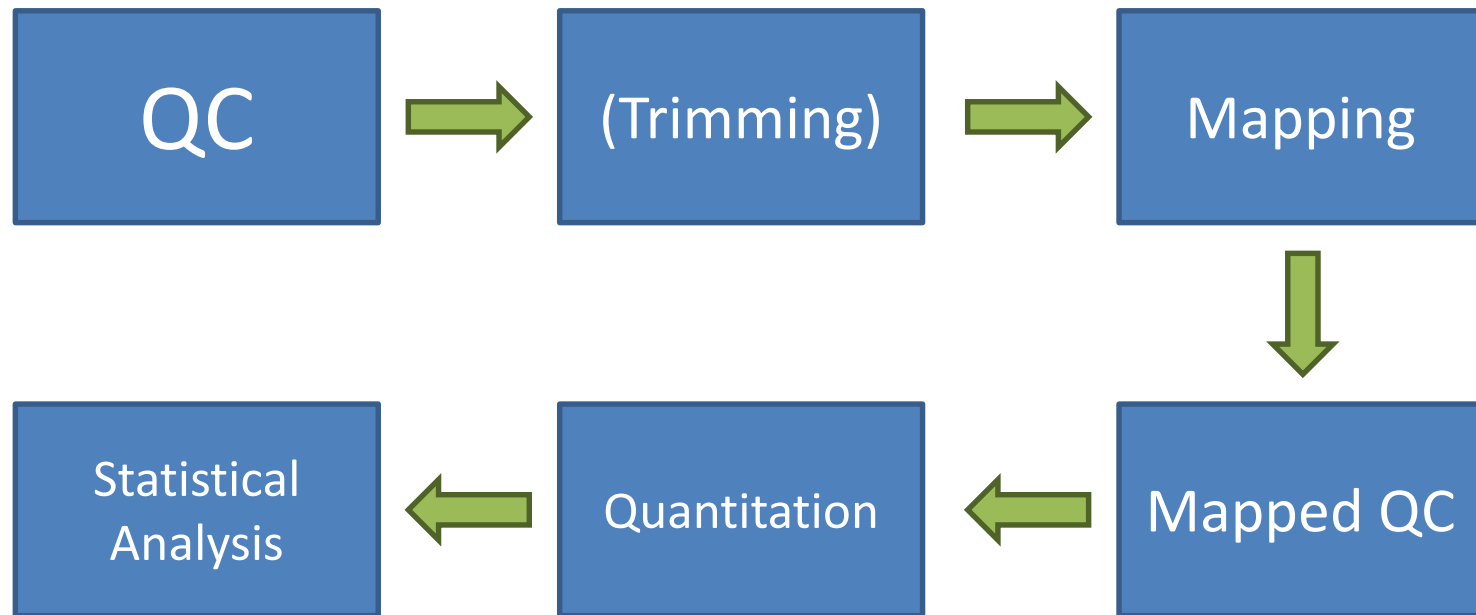 QC
(Trimming)
Mapping
Mapped QC
Quantitation
Statistical
Analysis